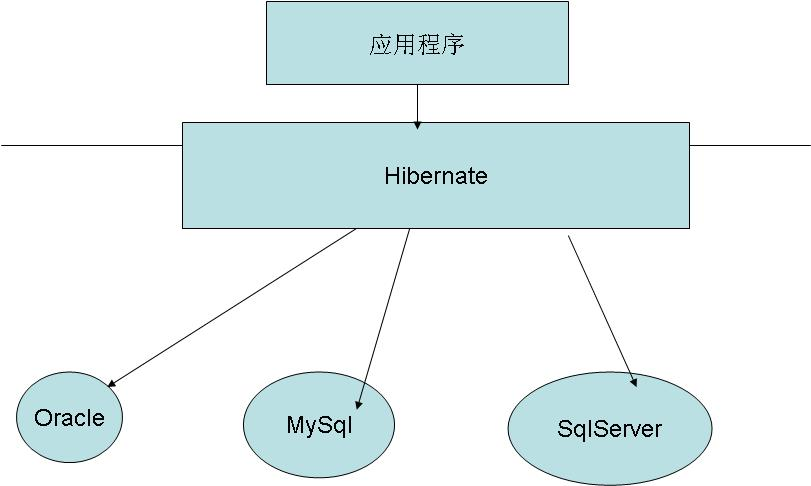 应用程序
Hibernate
Oracle
MySql
SqlServer